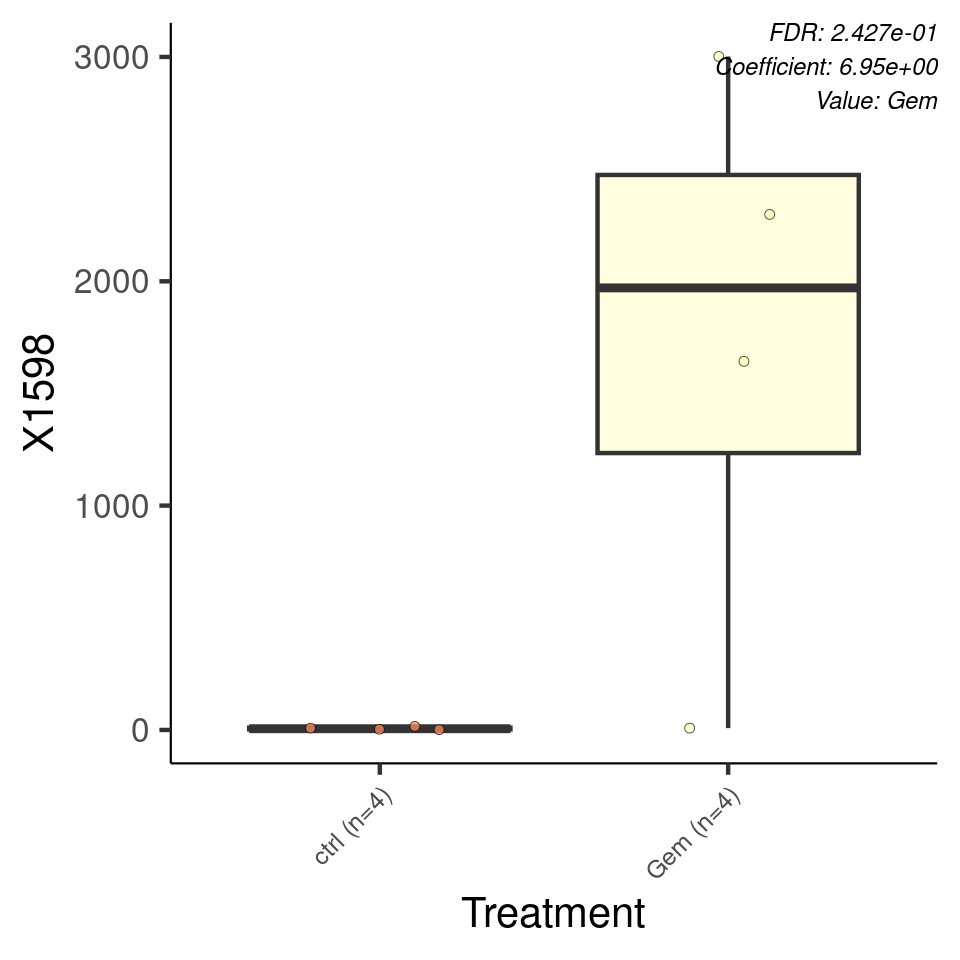 FDR: 2.427e-01
Coefficient: 6.95e+00
Value: Gem
3000
2000
1000
0
X1598
ctrl (n=4)
Gem (n=4)
Treatment